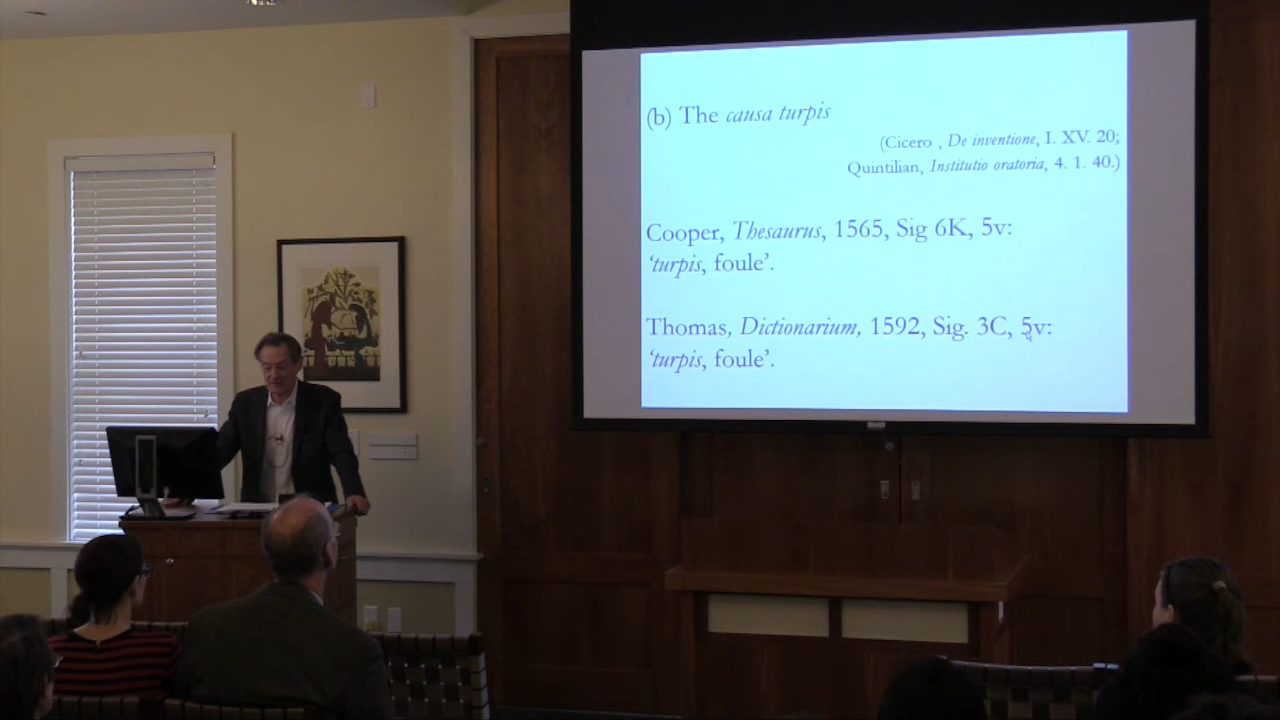 (b) The causa turpis
(Cicero , De inventione, I. XV. 20;
Quintilian, Institutio oratoria, 4. 1. 40.)
Cooper, Thesaurus, 1565, Sig 6K, 5v:
‘turpis, foule’.
Thomas, Dictionarium, 1592, Sig. 3C, 5v:
‘turpis, foule’.